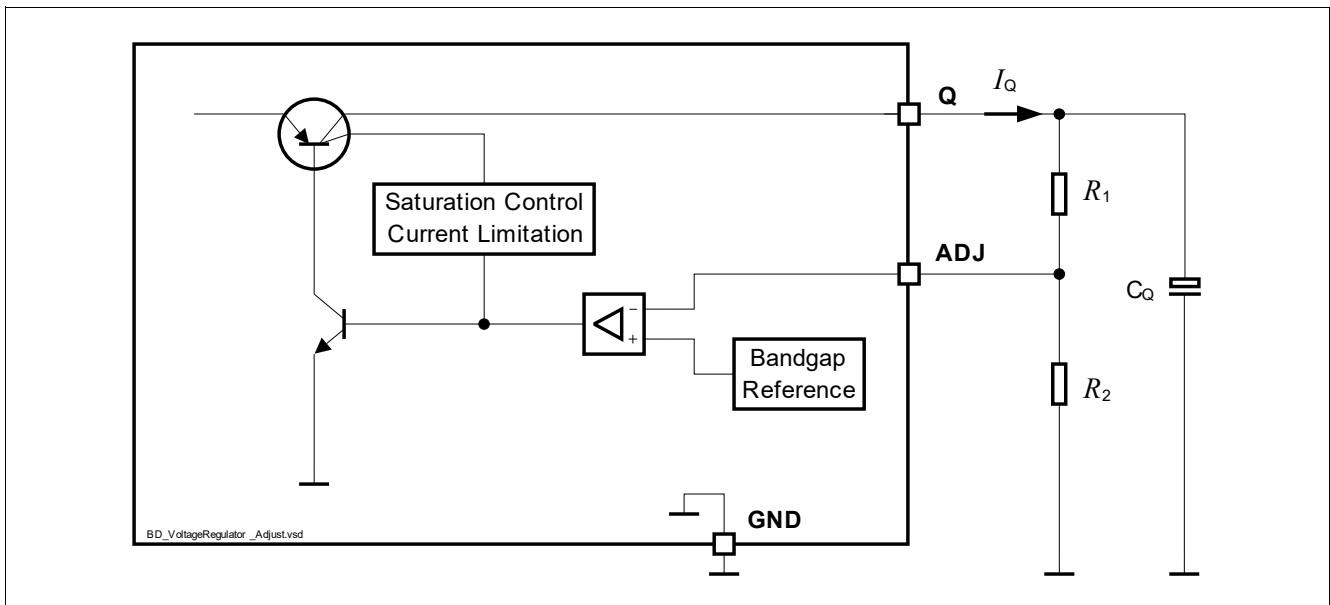 Q
I_Q
Saturation Control
Current Limitation
R_1
ADJ
C_Q
−
+
Bandgap
Reference
R_2
GND
BD_VoltageRegulator _Adjust.vsd